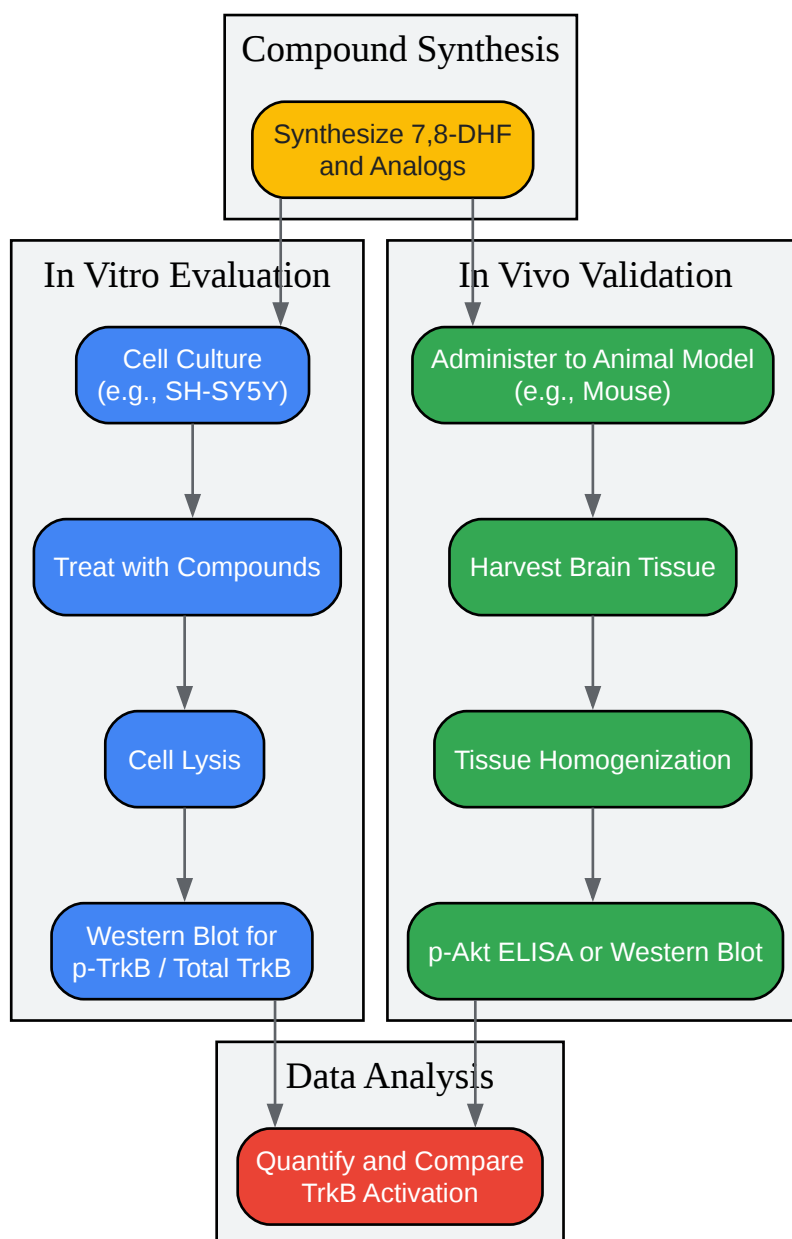 Compound Synthesis
Synthesize 7,8-DHF
and Analogs
In Vitro Evaluation
Cell Culture
(e.g., SH-SY5Y)
Treat with Compounds
Cell Lysis
Western Blot for
p-TrkB / Total TrkB
In Vivo Validation
Administer to Animal Model
(e.g., Mouse)
Harvest Brain Tissue
Tissue Homogenization
p-Akt ELISA or Western Blot
Data Analysis
Quantify and Compare
TrkB Activation